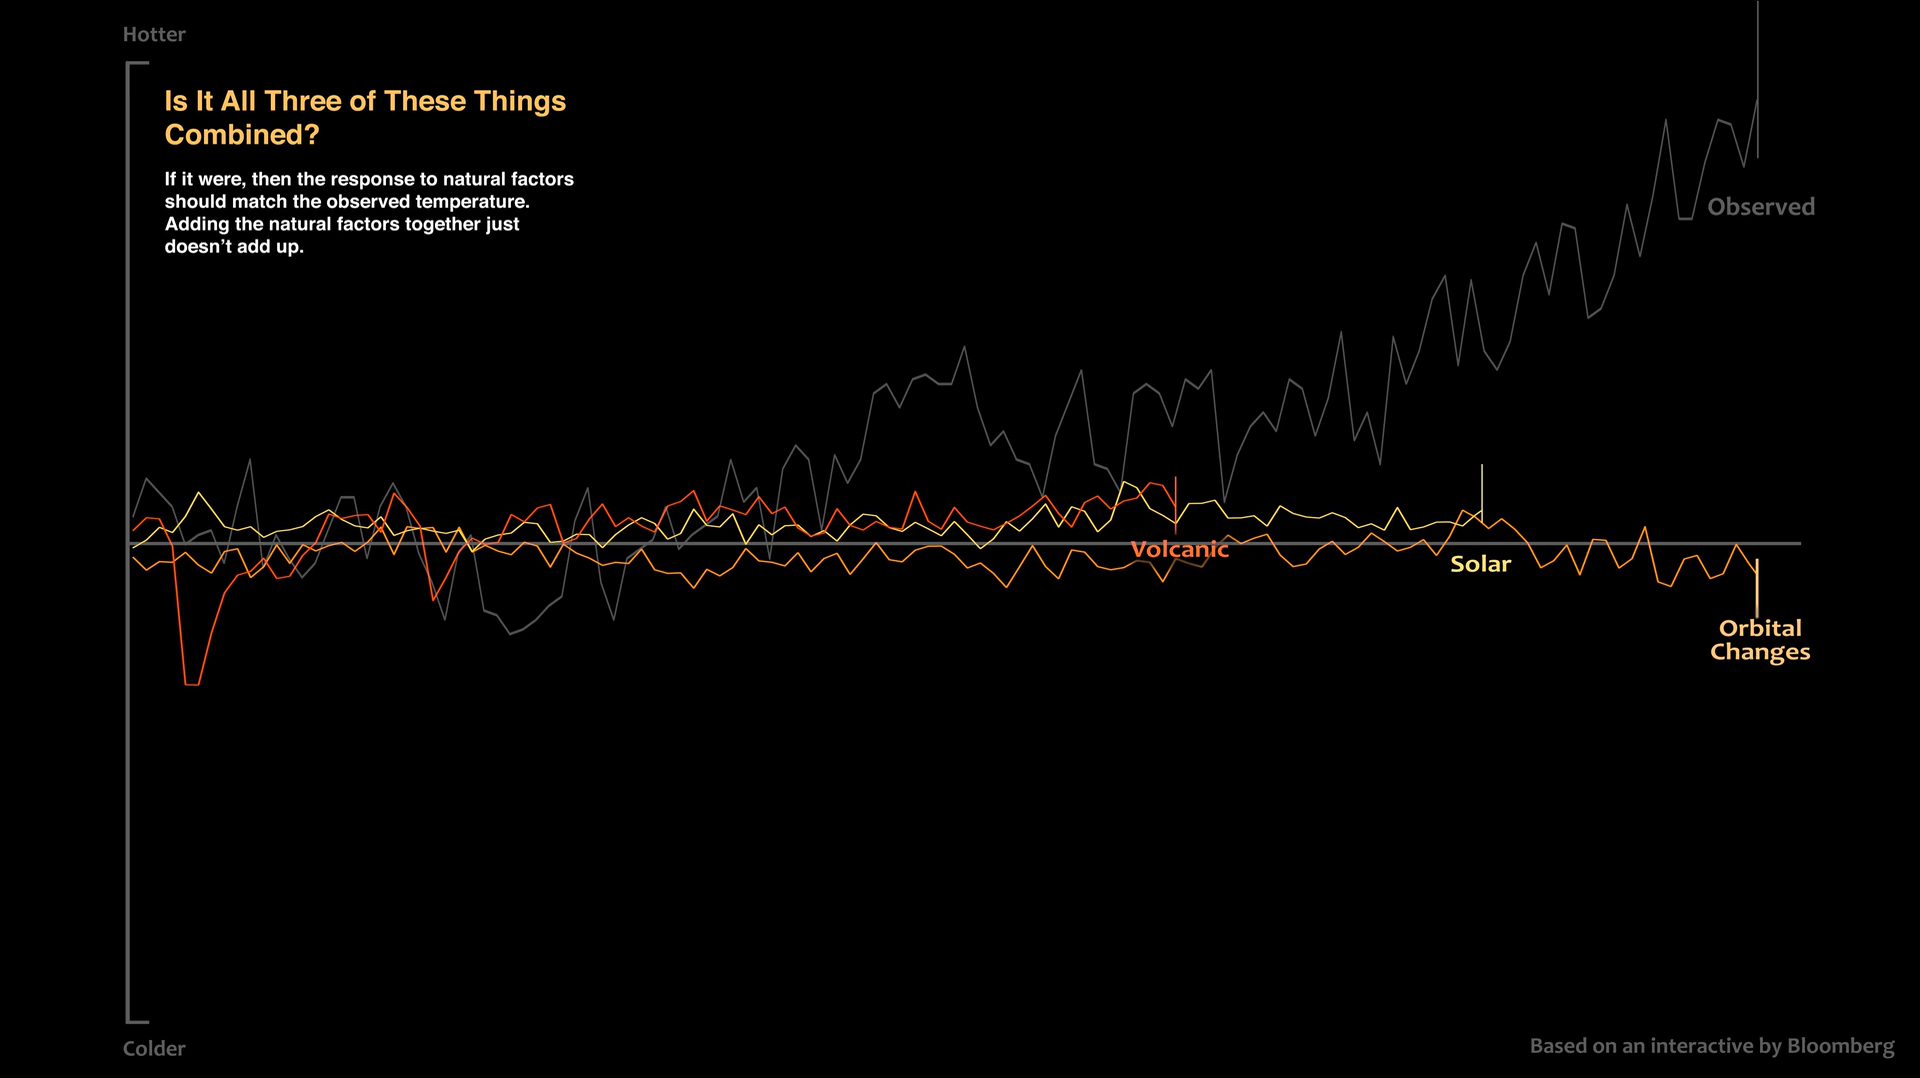 Hotter
Is It All Three of These Things
Combined?
If it were, then the response to natural factors
should match the observed temperature.
Adding the natural factors together just
doesn’t add up.
Observed
Volcanic
Solar
Orbital
Changes
Colder
Based on an interactive by Bloomberg